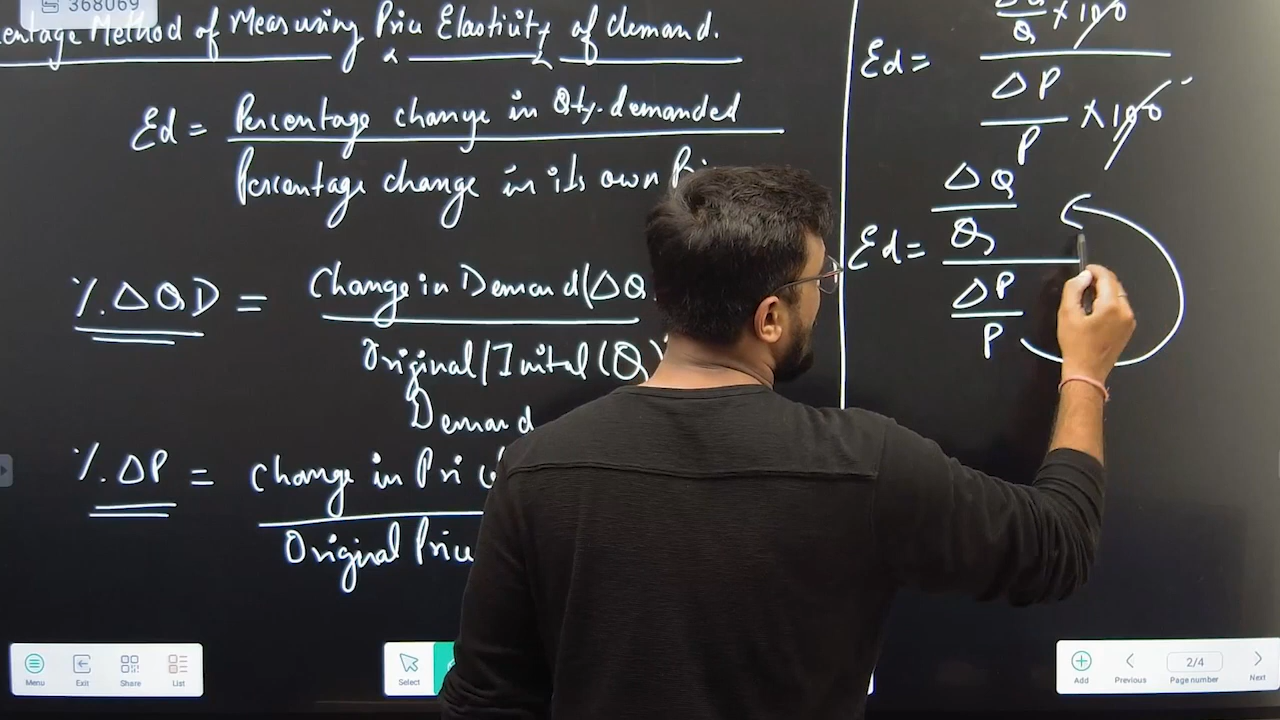 368069
Method of Measuring Price Elasticity of demand.
Ed = Percentage change in Qty. demanded
Percentage change in its own
%.ΔQD = Change in Demand (ΔQ
Original/Initial (Q)
Demand
%.ΔP = Change in Pri
Original Price
Q × 100
Ed =
ΔP
P × 100
ΔQ
Q
Ed =
ΔP
P
Menu Exit Share List
Select
Add Previous 2/4 Page number Next